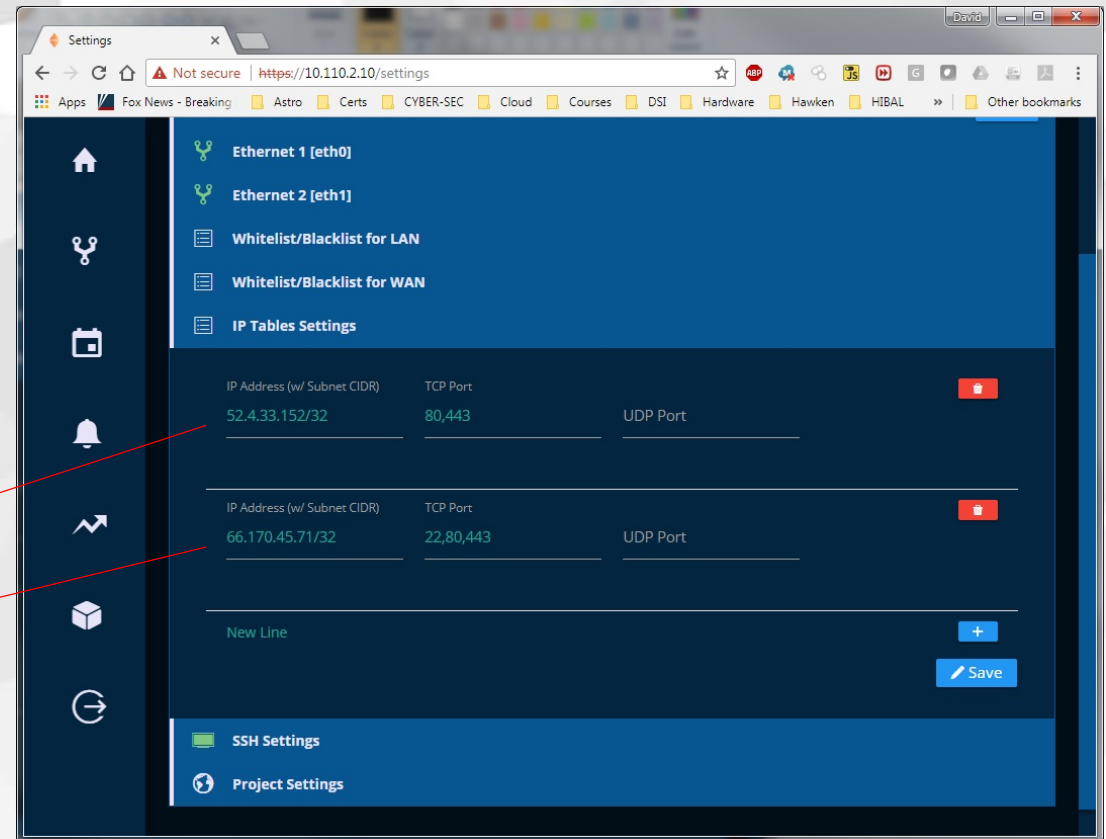 David
Settings
Not secure | https://10.110.2.10/settings
ABP JS G
Apps Fox News - Breaking Astro Certs CYBER-SEC Cloud Courses DSI Hardware Hawken HIBAL » Other bookmarks
Ethernet 1 [eth0]
Ethernet 2 [eth1]
Whitelist/Blacklist for LAN
Whitelist/Blacklist for WAN
IP Tables Settings
IP Address (w/ Subnet CIDR) TCP Port
52.4.33.152/32 80,443 UDP Port
IP Address (w/ Subnet CIDR) TCP Port
66.170.45.71/32 22,80,443 UDP Port
New Line +
Save
SSH Settings
Project Settings